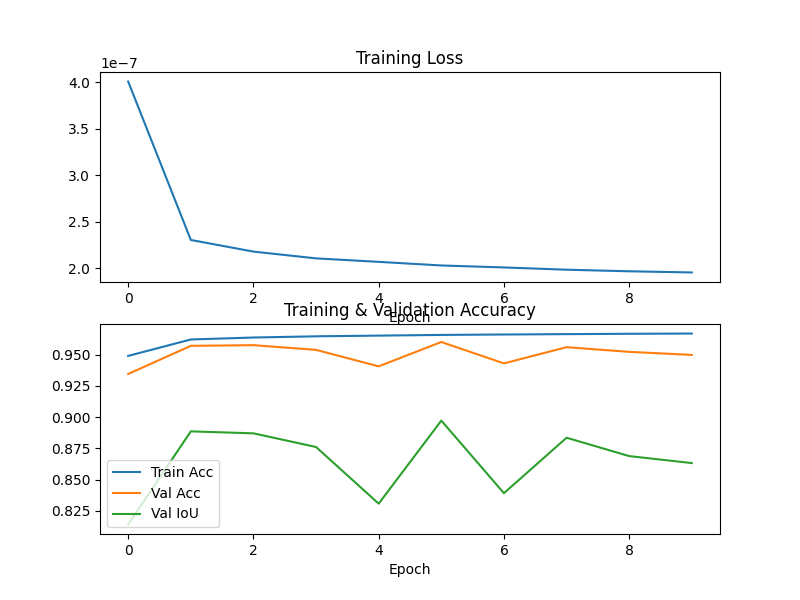 Training Loss
1e−7
4.0
3.5
3.0
2.5
2.0
0 2 4 6 8
Epoch
Training & Validation Accuracy
0.950
0.925
0.900
0.875
0.850
0.825
Train Acc
Val Acc
Val IoU
0 2 4 6 8
Epoch